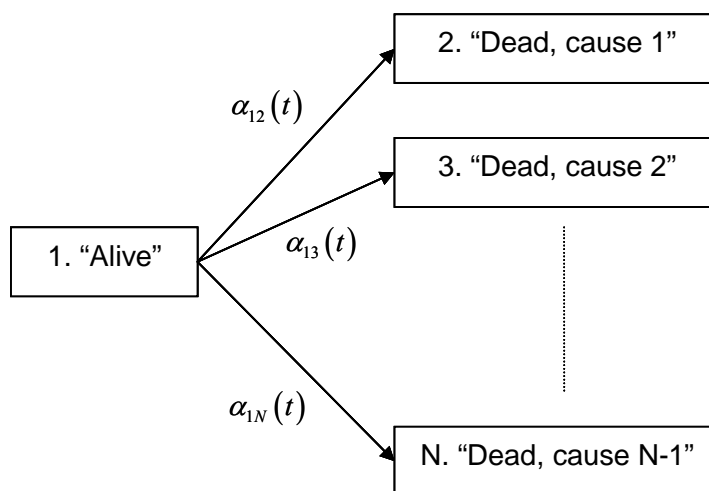 2. “Dead, cause 1”
α₁₂(t)
3. “Dead, cause 2”
1. “Alive”
α₁₃(t)
α₁N(t)
N. “Dead, cause N-1”